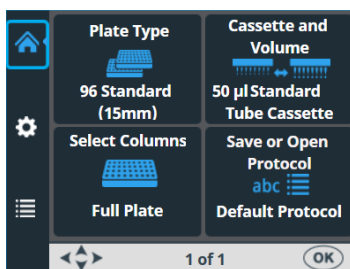 Plate Type
96 Standard
(15mm)
Cassette and
Volume
50 µl Standard
Tube Cassette
Select Columns
Full Plate
Save or Open
Protocol
abc
Default Protocol
1 of 1
OK